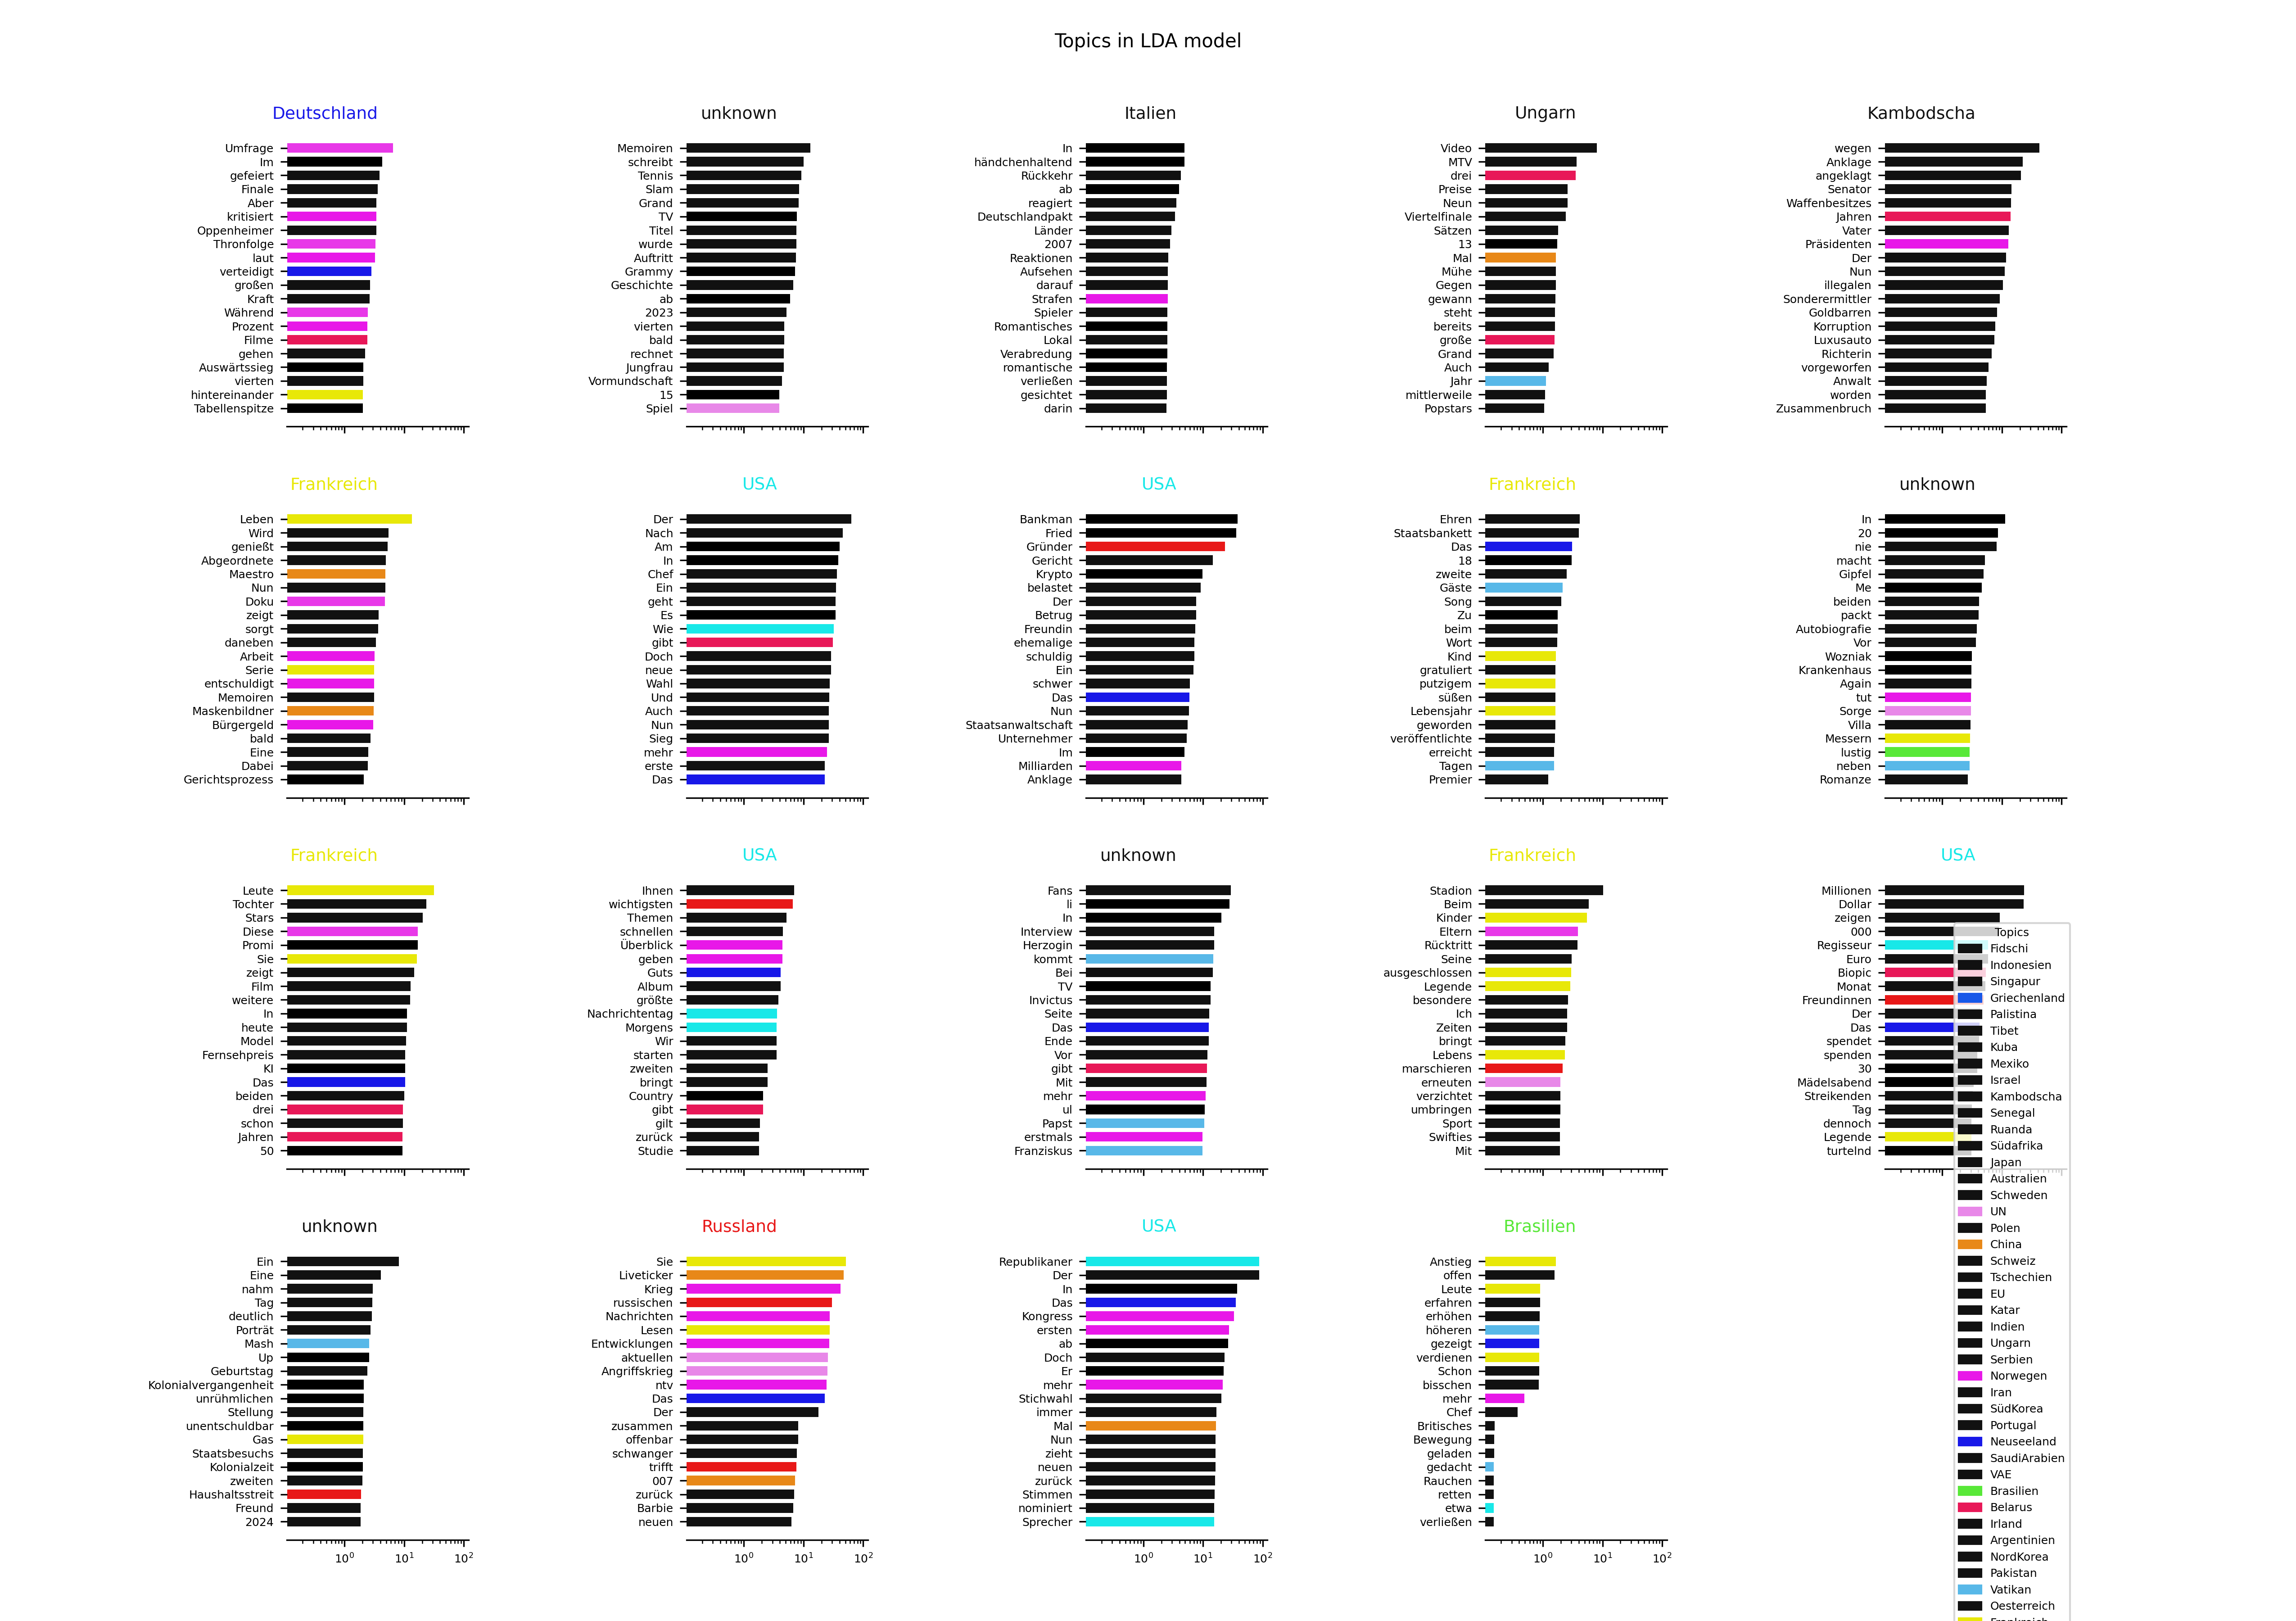 Topics in LDA model
Deutschland
Umfrage
Im
gefeiert
Finale
Aber
kritisiert
Oppenheimer
Thronfolge
laut
verteidigt
großen
Kraft
Während
Prozent
Filme
gehen
Auswärtssieg
vierten
hintereinander
Tabellenspitze
unknown
Memoiren
schreibt
Tennis
Slam
Grand
TV
Titel
wurde
Auftritt
Grammy
Geschichte
ab
2023
vierten
bald
rechnet
Jungfrau
Vormundschaft
15
Spiel
Italien
In
händchenhaltend
Rückkehr
ab
reagiert
Deutschlandpakt
Länder
2007
Reaktionen
Aufsehen
darauf
Strafen
Spieler
Romantisches
Lokal
Verabredung
romantische
verließen
gesichtet
darin
Ungarn
Video
MTV
drei
Preise
Neun
Viertelfinale
Sätzen
13
Mal
Mühe
Gegen
gewann
steht
bereits
große
Grand
Auch
Jahr
mittlerweile
Popstars
Kambodscha
wegen
Anklage
angeklagt
Senator
Waffenbesitzes
Jahren
Vater
Präsidenten
Der
Nun
illegalen
Sonderermittler
Goldbarren
Korruption
Luxusauto
Richterin
vorgeworfen
Anwalt
worden
Zusammenbruch
Frankreich
Leben
Wird
genießt
Abgeordnete
Maestro
Nun
Doku
zeigt
sorgt
daneben
Arbeit
Serie
entschuldigt
Memoiren
Maskenbildner
Bürgergeld
bald
Eine
Dabei
Gerichtsprozess
USA
Der
Nach
Am
In
Chef
Ein
geht
Es
Wie
gibt
Doch
neue
Wahl
Und
Auch
Nun
Sieg
mehr
erste
Das
USA
Bankman
Fried
Gründer
Gericht
Krypto
belastet
Der
Betrug
Freundin
ehemalige
schuldig
Ein
schwer
Das
Nun
Staatsanwaltschaft
Unternehmer
Im
Milliarden
Anklage
Frankreich
Ehren
Staatsbankett
Das
18
zweite
Gäste
Song
Zu
beim
Wort
Kind
gratuliert
putzigem
süßen
Lebensjahr
geworden
veröffentlichte
erreicht
Tagen
Premier
unknown
In
20
nie
macht
Gipfel
Me
beiden
packt
Autobiografie
Vor
Wozniak
Krankenhaus
Again
tut
Sorge
Villa
Messern
lustig
neben
Romanze
Frankreich
Leute
Tochter
Stars
Diese
Promi
Sie
zeigt
Film
weitere
In
heute
Model
Fernsehpreis
KI
Das
beiden
drei
schon
Jahren
50
USA
Ihnen
wichtigsten
Themen
schnellen
Überblick
geben
Guts
Album
größte
Nachrichtentag
Morgens
Wir
starten
zweiten
bringt
Country
gibt
gilt
zurück
Studie
unknown
Fans
li
In
Interview
Herzogin
kommt
Bei
TV
Invictus
Seite
Das
Ende
Vor
gibt
Mit
mehr
ul
Papst
erstmals
Franziskus
Frankreich
Stadion
Beim
Kinder
Eltern
Rücktritt
Seine
ausgeschlossen
Legende
besondere
Ich
Zeiten
bringt
Lebens
marschieren
erneuten
verzichtet
umbringen
Sport
Swifties
Mit
USA
Millionen
Dollar
zeigen
000
Regisseur
Euro
Biopic
Monat
Freundinnen
Der
Das
spendet
spenden
30
Mädelsabend
Streikenden
Tag
dennoch
Legende
turtelnd
unknown
Ein
Eine
nahm
Tag
deutlich
Porträt
Mash
Up
Geburtstag
Kolonialvergangenheit
unrühmlichen
Stellung
unentschuldbar
Gas
Staatsbesuchs
Kolonialzeit
zweiten
Haushaltsstreit
Freund
2024
10⁰ 10¹ 10²
Russland
Sie
Liveticker
Krieg
russischen
Nachrichten
Lesen
Entwicklungen
aktuellen
Angriffskrieg
ntv
Das
Der
zusammen
offenbar
schwanger
trifft
007
zurück
Barbie
neuen
10⁰ 10¹ 10²
USA
Republikaner
Der
In
Das
Kongress
ersten
ab
Doch
Er
mehr
Stichwahl
immer
Mal
Nun
zieht
neuen
zurück
Stimmen
nominiert
Sprecher
10⁰ 10¹ 10²
Brasilien
Anstieg
offen
Leute
erfahren
erhöhen
höheren
gezeigt
verdienen
Schon
bisschen
mehr
Chef
Britisches
Bewegung
geladen
gedacht
Rauchen
retten
etwa
verließen
10⁰ 10¹ 10²
Topics
Fidschi
Indonesien
Singapur
Griechenland
Palistina
Tibet
Kuba
Mexiko
Israel
Kambodscha
Senegal
Ruanda
Südafrika
Japan
Australien
Schweden
UN
Polen
China
Schweiz
Tschechien
EU
Katar
Indien
Ungarn
Serbien
Norwegen
Iran
SüdKorea
Portugal
Neuseeland
SaudiArabien
VAE
Brasilien
Belarus
Irland
Argentinien
NordKorea
Pakistan
Vatikan
Oesterreich